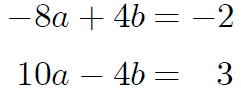 −8a + 4b = −2
10a − 4b = 3